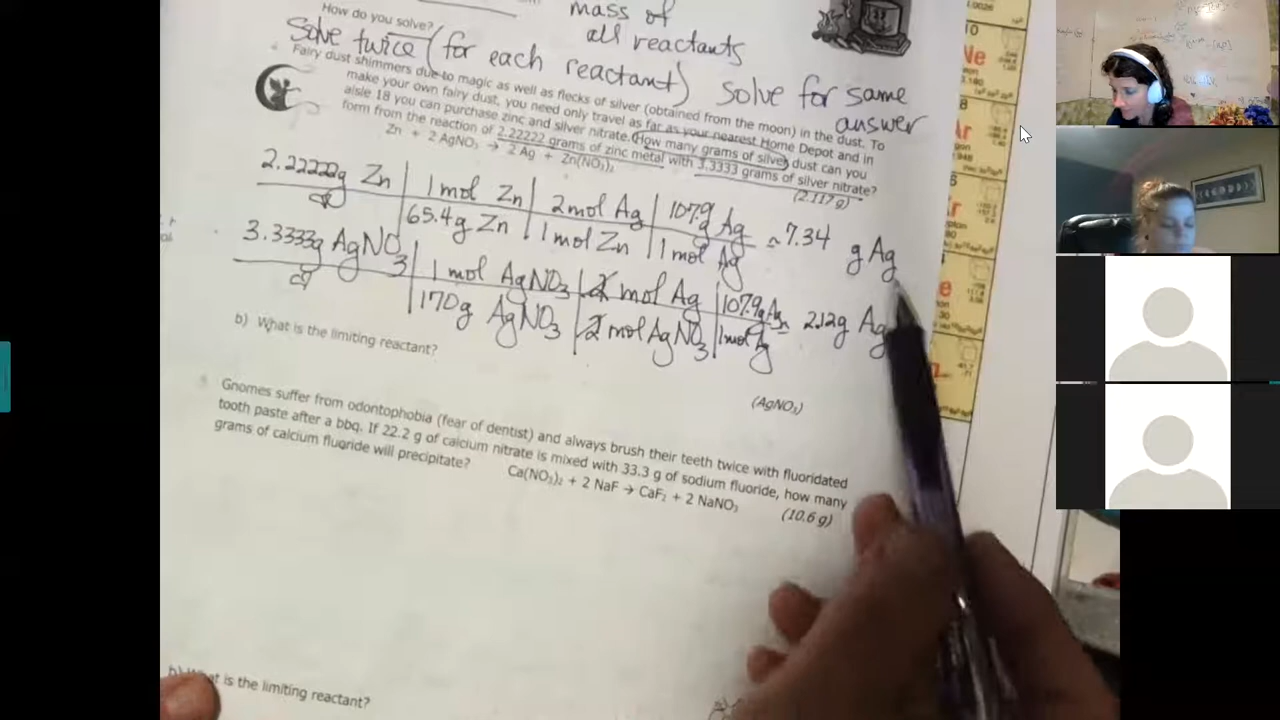 mass of
all reactants
How do you solve?
Solve twice (for each reactant) solve for same
answer
Fairy dust shimmers due to magic as well as flecks of silver (obtained from the moon) in the dust. To
make your own fairy dust, you need only travel as far as your nearest Home Depot and in
aisle 18 you can purchase zinc and silver nitrate. How many grams of silver dust can you
form from the reaction of 2.22222 grams of zinc metal with 3.3333 grams of silver nitrate?
Zn + 2 AgNO₃ → 2 Ag + Zn(NO₃)₂
(2.117 g)
2.22222g Zn | 1 mol Zn | 2 mol Ag | 107.9g Ag ≈ 7.34 g Ag
65.4g Zn | 1 mol Zn | 1 mol Ag
3.3333g AgNO3 | 1 mol AgNO3 | 2 mol Ag | 107.9g Ag = 2.12g Ag
170g AgNO3 | 2 mol AgNO3 | 1 mol Ag
b) What is the limiting reactant?
(AgNO₃)
Gnomes suffer from odontophobia (fear of dentist) and always brush their teeth twice with fluoridated
tooth paste after a bbq. If 22.2 g of calcium nitrate is mixed with 33.3 g of sodium fluoride, how many
grams of calcium fluoride will precipitate?
Ca(NO₃)₂ + 2 NaF → CaF₂ + 2 NaNO₃
(10.6 g)
is the limiting reactant?
10
Ne
Ar